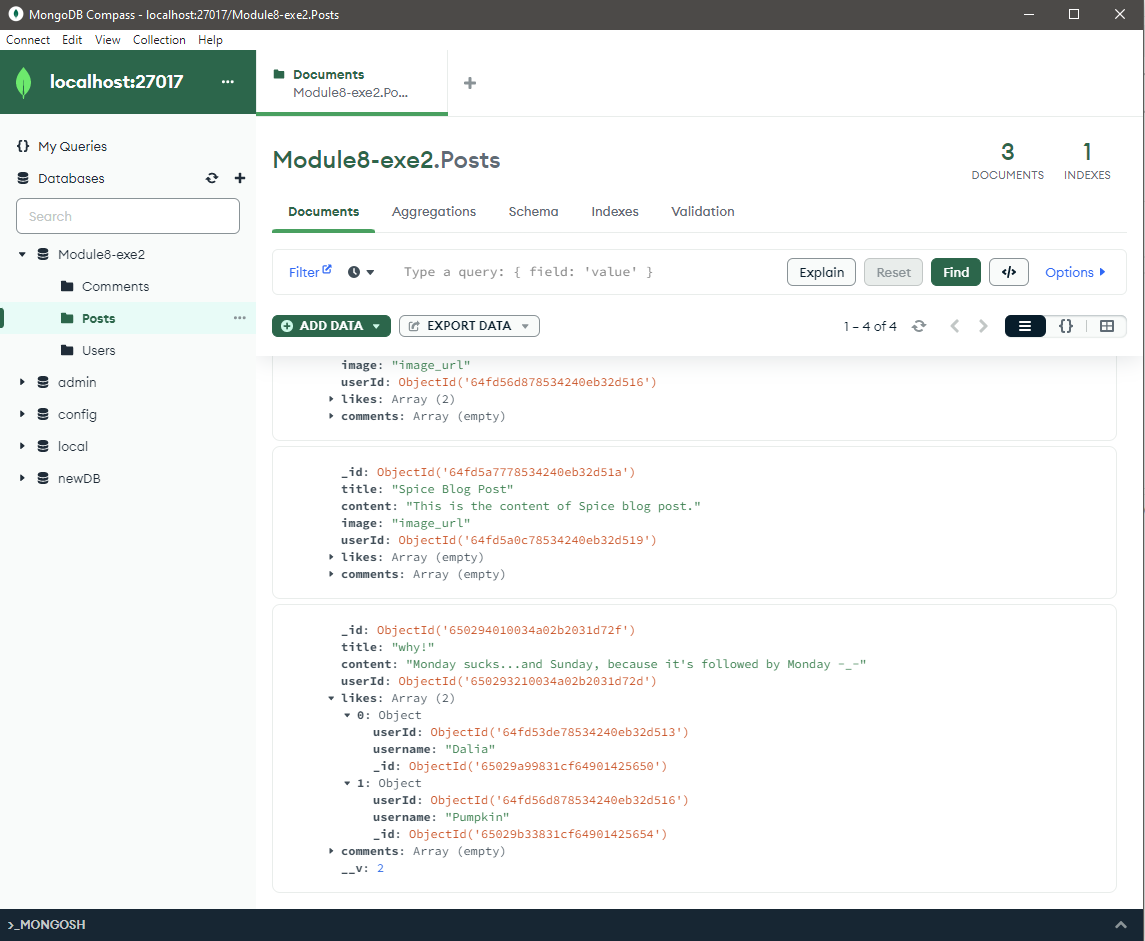 MongoDB Compass - localhost:27017/Module8-exe2.Posts
Connect Edit View Collection Help
localhost:27017 ...
Documents
Module8-exe2.Po...
My Queries
Databases
Search
Module8-exe2
Comments
Posts
Users
admin
config
local
newDB
Module8-exe2.Posts
3
DOCUMENTS
1
INDEXES
Documents Aggregations Schema Indexes Validation
Filter Type a query: { field: 'value' } Explain Reset Find </> Options
ADD DATA EXPORT DATA 1 – 4 of 4 {}
image: "image_url"
userId: ObjectId('64fd56d878534240eb32d516')
likes: Array (2)
comments: Array (empty)
_id: ObjectId('64fd5a7778534240eb32d51a')
title: "Spice Blog Post"
content: "This is the content of Spice blog post."
image: "image_url"
userId: ObjectId('64fd5a0c78534240eb32d519')
likes: Array (empty)
comments: Array (empty)
_id: ObjectId('650294010034a02b2031d72f')
title: "why!"
content: "Monday sucks...and Sunday, because it's followed by Monday -_-"
userId: ObjectId('650293210034a02b2031d72d')
likes: Array (2)
0: Object
userId: ObjectId('64fd53de78534240eb32d513')
username: "Dalia"
_id: ObjectId('65029a99831cf64901425650')
1: Object
userId: ObjectId('64fd56d878534240eb32d516')
username: "Pumpkin"
_id: ObjectId('65029b33831cf64901425654')
comments: Array (empty)
__v: 2
>_MONGOSH